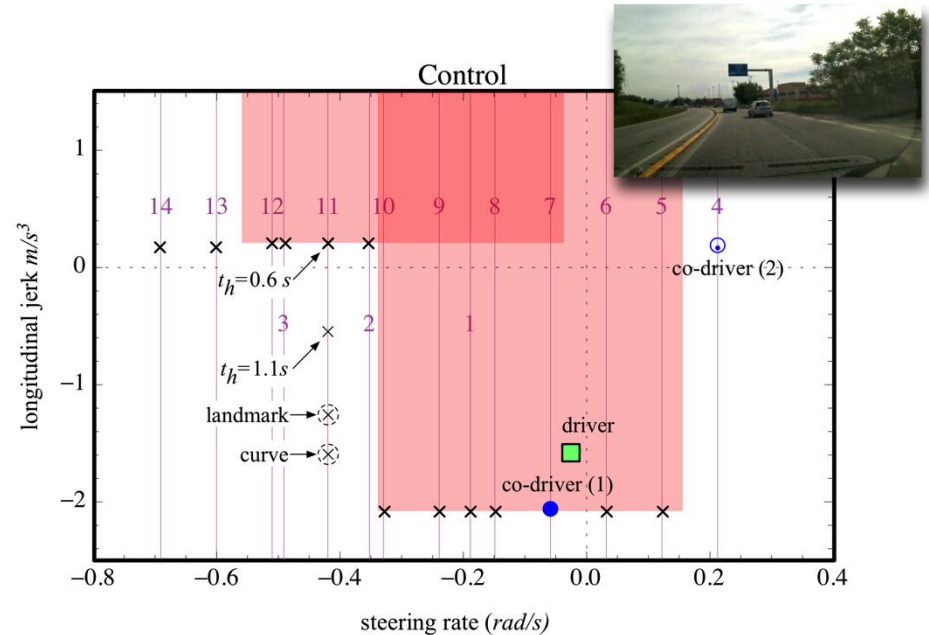 Control
longitudinal jerk m/s³
1
0
−1
−2
14 13 12 11 10 9 8 7 6 5 4
t_h=0.6 s
co-driver (2)
3 2 1
t_h=1.1s
landmark
curve
driver
co-driver (1)
−0.8 −0.6 −0.4 −0.2 0.0 0.2 0.4
steering rate (rad/s)